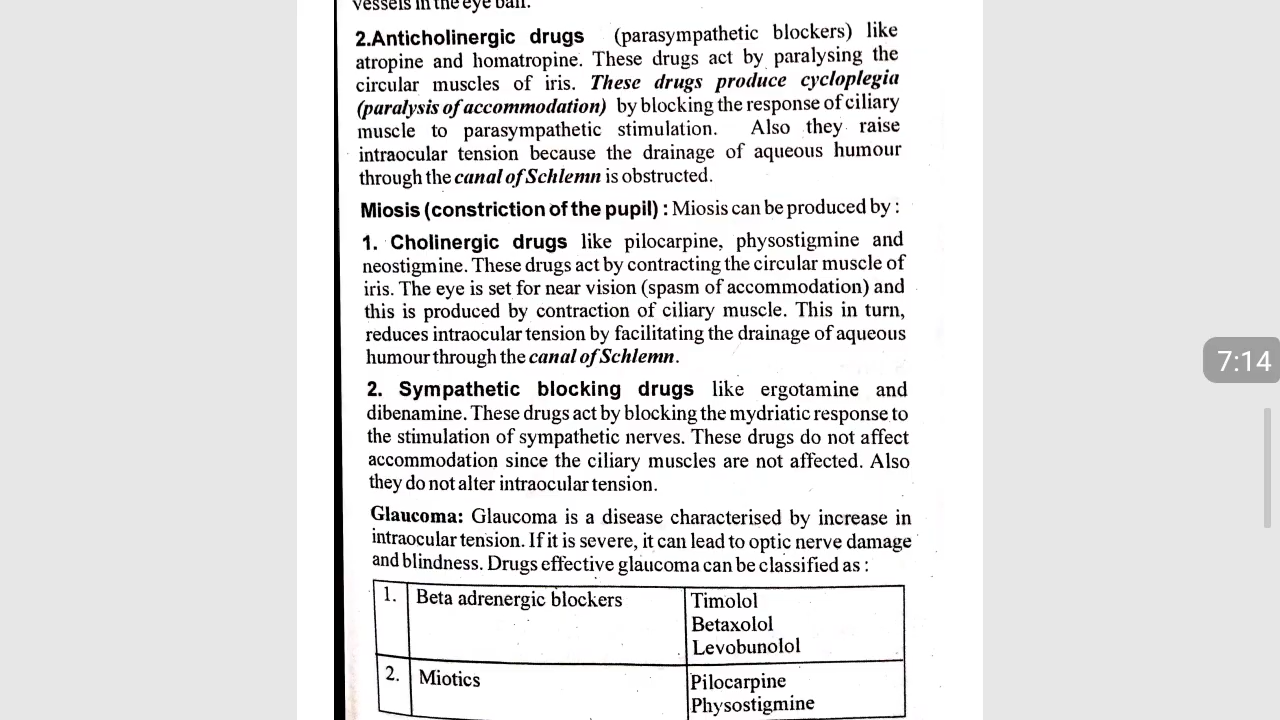 vessels in the eye ball.
2.Anticholinergic drugs (parasympathetic blockers) like
atropine and homatropine. These drugs act by paralysing the
circular muscles of iris. These drugs produce cycloplegia
(paralysis of accommodation) by blocking the response of ciliary
muscle to parasympathetic stimulation. Also they raise
intraocular tension because the drainage of aqueous humour
through the canal of Schlemn is obstructed.
Miosis (constriction of the pupil) : Miosis can be produced by :
1. Cholinergic drugs like pilocarpine, physostigmine and
neostigmine. These drugs act by contracting the circular muscle of
iris. The eye is set for near vision (spasm of accommodation) and
this is produced by contraction of ciliary muscle. This in turn,
reduces intraocular tension by facilitating the drainage of aqueous
humour through the canal of Schlemn.
2. Sympathetic blocking drugs like ergotamine and
dibenamine. These drugs act by blocking the mydriatic response to
the stimulation of sympathetic nerves. These drugs do not affect
accommodation since the ciliary muscles are not affected. Also
they do not alter intraocular tension.
Glaucoma: Glaucoma is a disease characterised by increase in
intraocular tension. If it is severe, it can lead to optic nerve damage
and blindness. Drugs effective glaucoma can be classified as :
1. Beta adrenergic blockers Timolol
Betaxolol
Levobunolol
2. Miotics Pilocarpine
Physostigmine
7:14